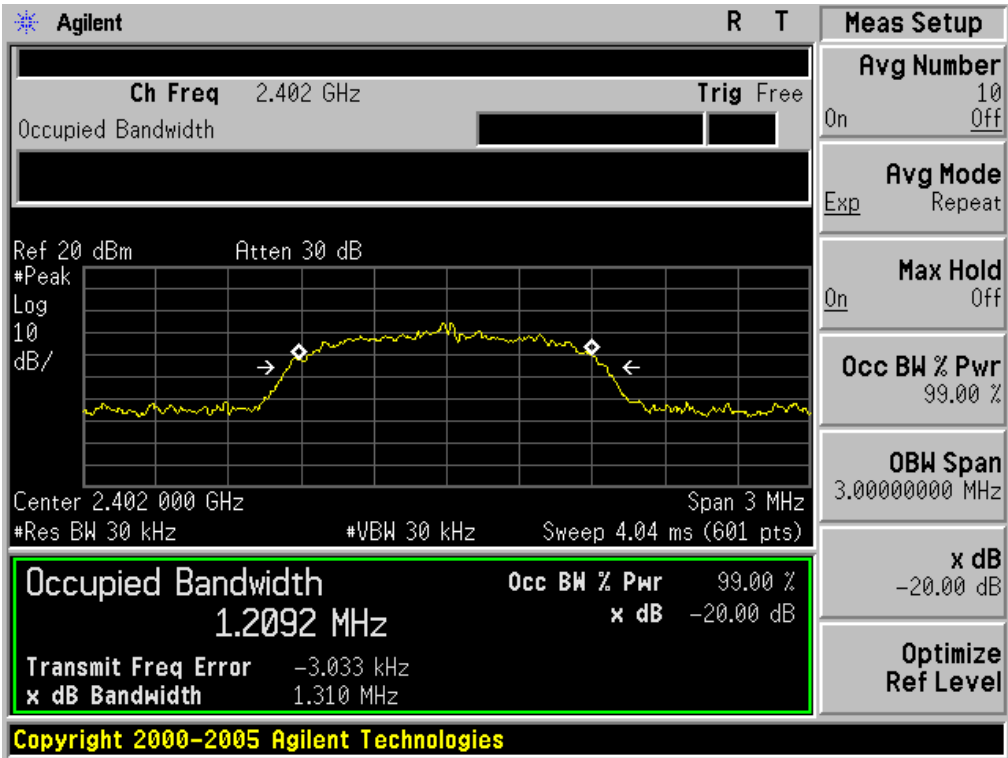 Agilent R T Meas Setup
Ch Freq 2.402 GHz Trig Free
Occupied Bandwidth
Ref 20 dBm Atten 30 dB
#Peak
Log
10
dB/
Center 2.402 000 GHz Span 3 MHz
#Res BW 30 kHz #VBW 30 kHz Sweep 4.04 ms (601 pts)
Occupied Bandwidth Occ BW % Pwr 99.00 %
1.2092 MHz x dB -20.00 dB
Transmit Freq Error -3.033 kHz
x dB Bandwidth 1.310 MHz
Avg Number
10
On Off
Avg Mode
Exp Repeat
Max Hold
On Off
Occ BW % Pwr
99.00 %
OBW Span
3.00000000 MHz
x dB
-20.00 dB
Optimize
Ref Level
Copyright 2000-2005 Agilent Technologies